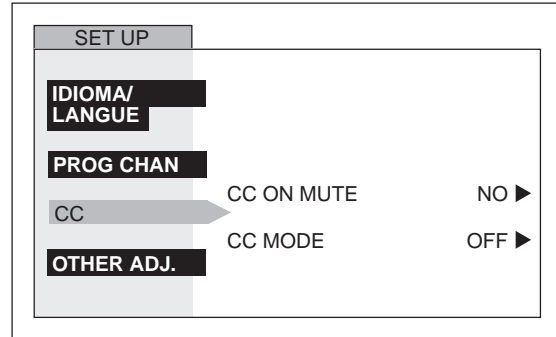 SET UP
IDIOMA/
LANGUE
PROG CHAN
CC
CC ON MUTE NO ▶
CC MODE OFF ▶
OTHER ADJ.